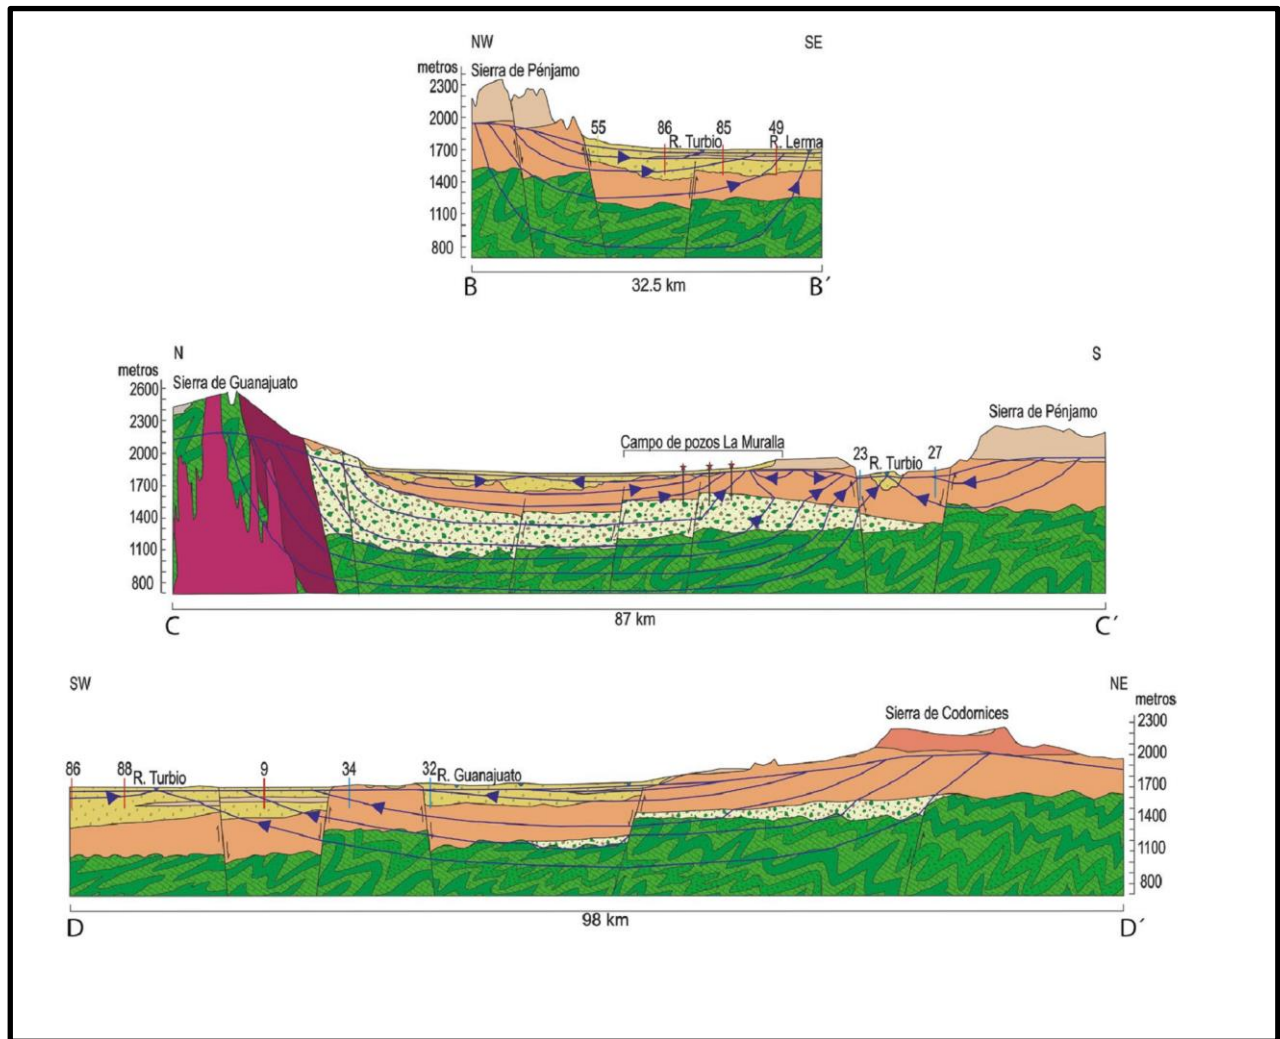 NW SE
metros Sierra de Pénjamo
2300
2000
55 86 85 49
R. Turbio R. Lerma
1700
1400
1100
800
B B´
32.5 km
N S
metros
Sierra de Guanajuato
2600
Sierra de Pénjamo
2300
Campo de pozos La Muralla
2000
23 R. Turbio 27
1700
1400
1100
800
C C´
87 km
SW NE
metros
Sierra de Codornices
2300
2000
86 88 R. Turbio 9 34 32 R. Guanajuato
1700
1400
1100
800
D D´
98 km